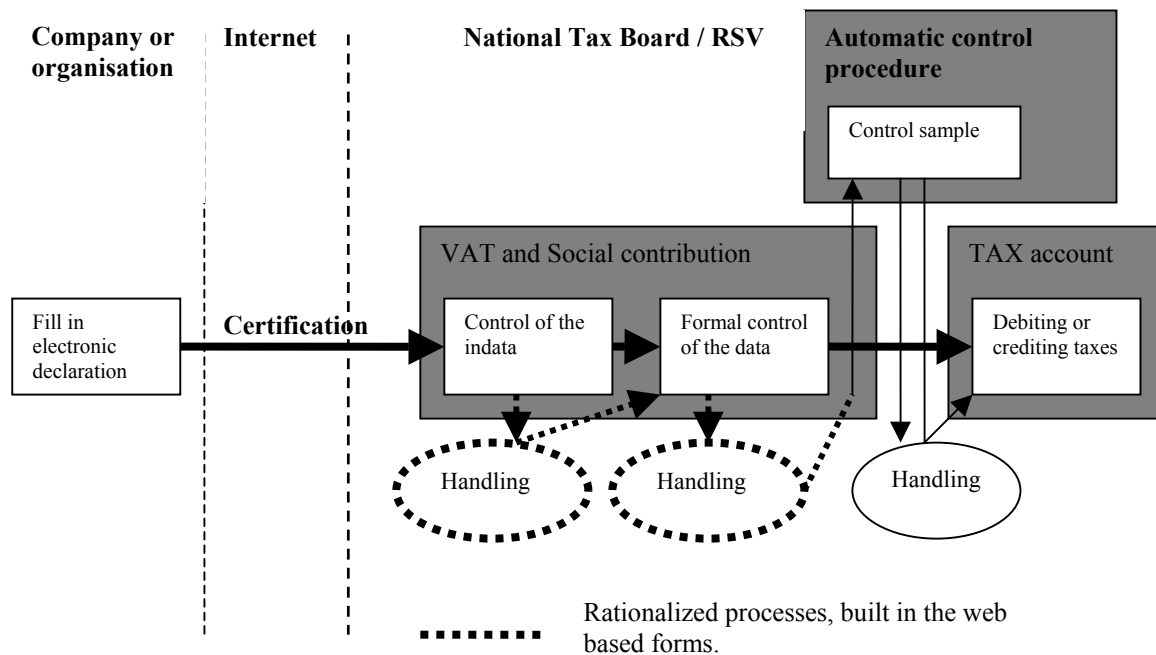 Company or
organisation
Internet
National Tax Board / RSV
Automatic control
procedure
Control sample
VAT and Social contribution
TAX account
Fill in
electronic
declaration
Certification
Control of the
indata
Formal control
of the data
Debiting or
crediting taxes
Handling
Handling
Handling
Rationalized processes, built in the web
based forms.